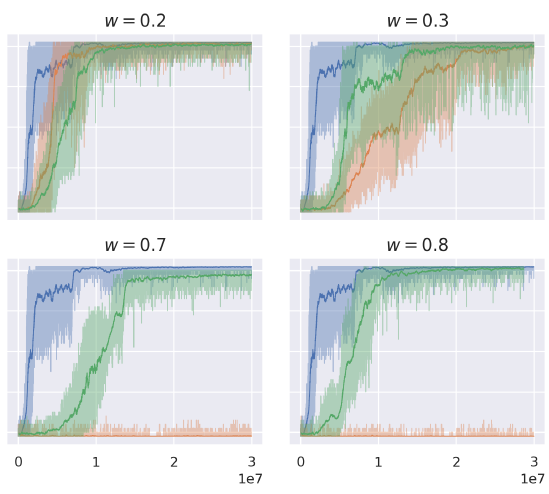 w = 0.2
w = 0.3
w = 0.7
w = 0.8
0 1 2 3
1e7
0 1 2 3
1e7